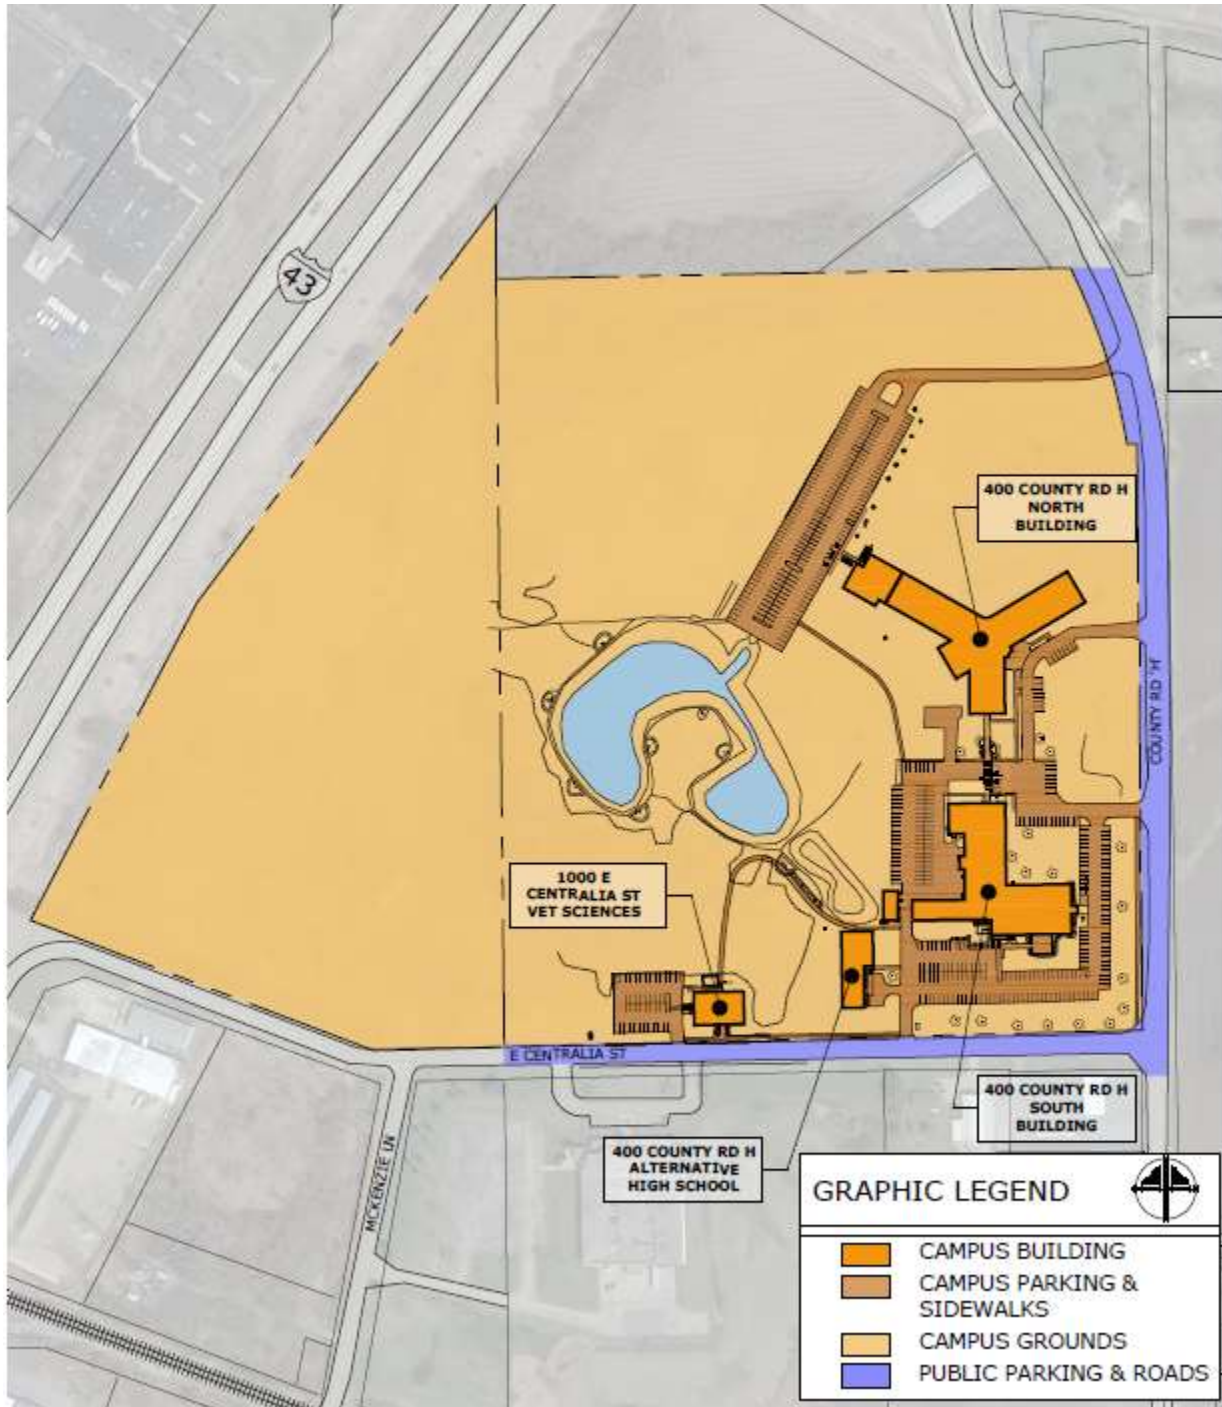 43
400 COUNTY RD H
NORTH
BUILDING
COUNTY RD 'H'
1000 E
CENTRALIA ST
VET SCIENCES
E CENTRALIA ST
400 COUNTY RD H
SOUTH
BUILDING
MCKENZIE LN
400 COUNTY RD H
ALTERNATIVE
HIGH SCHOOL
GRAPHIC LEGEND
CAMPUS BUILDING
CAMPUS PARKING &
SIDEWALKS
CAMPUS GROUNDS
PUBLIC PARKING & ROADS